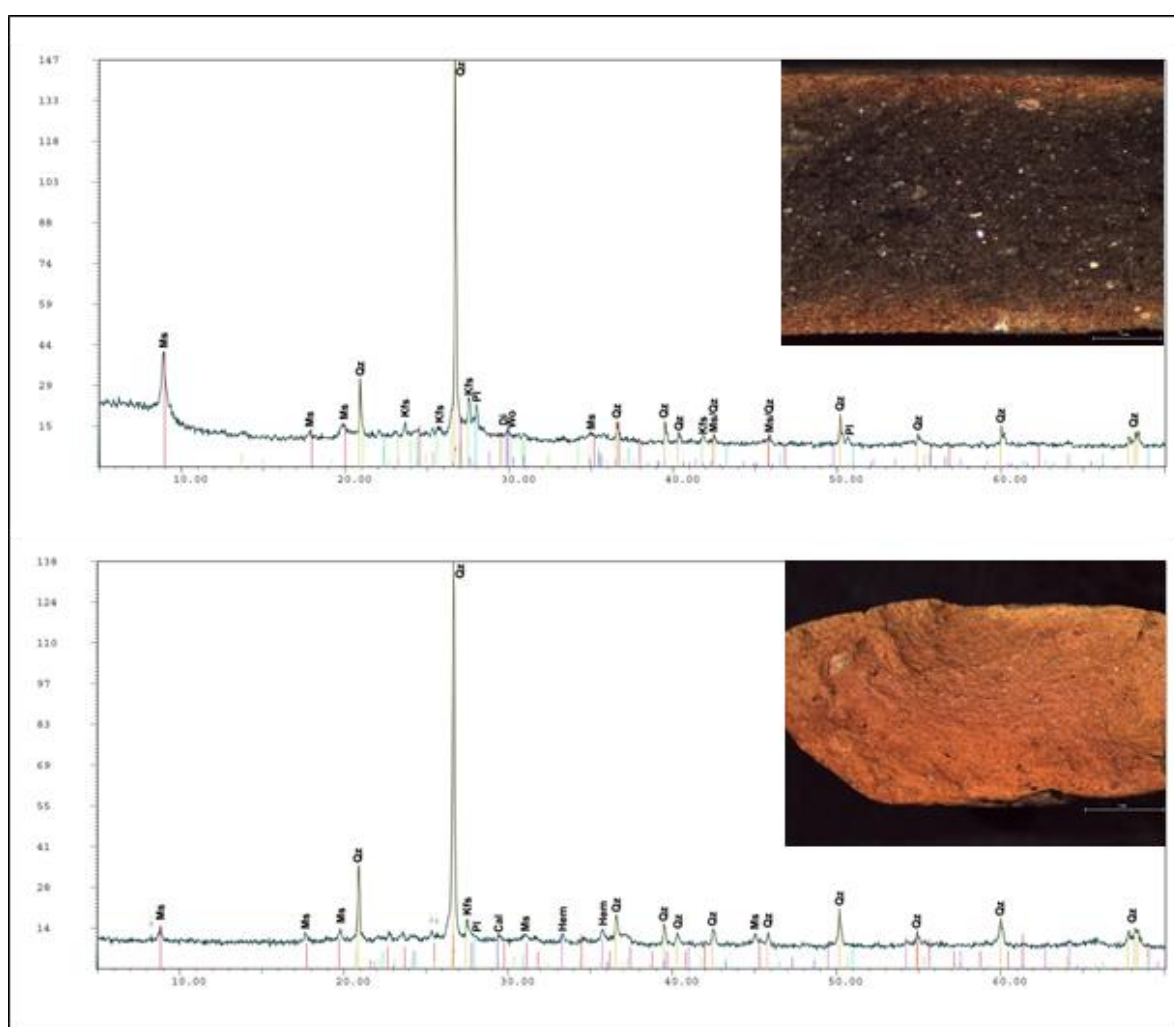 147
Qz
133
118
103
88
74
59
44
Ms
29
Qz
Kfs
Pl
15
Ms
Ms
Kfs
Kfs
Di
Wo
Ms
Qz
Qz
Qz
Kfs
Ms/Qz
Ms/Qz
Qz
Pl
Qz
Qz
Qz
10.00 20.00 30.00 40.00 50.00 60.00
138
Qz
124
110
97
83
69
55
41
Qz
28
14
Ms
Ms
Ms
Kfs
Pl
Cal
Ms
Hem
Hem
Qz
Qz
Qz
Qz
Ms
Qz
Qz
Qz
Qz
Qz
10.00 20.00 30.00 40.00 50.00 60.00